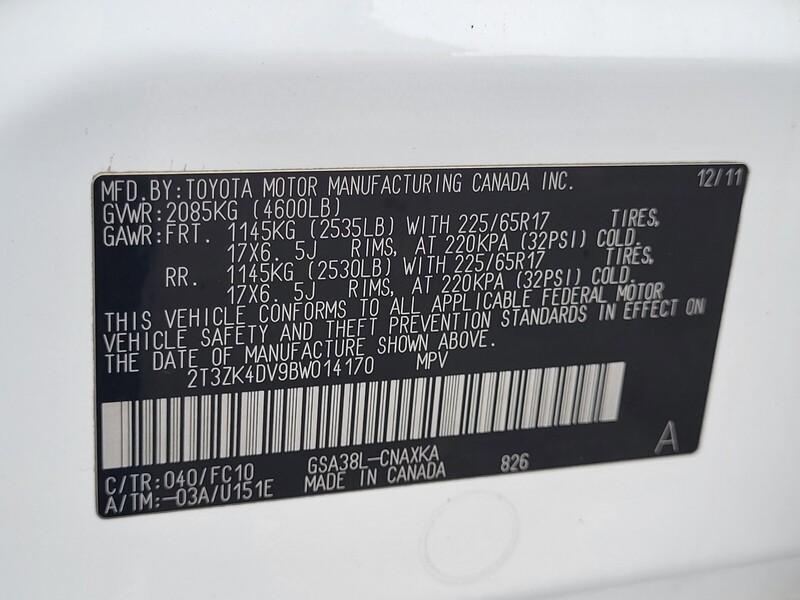 MFD.BY:TOYOTA MOTOR MANUFACTURING CANADA INC. 12/11
GVWR:2085KG (4600LB)
GAWR:FRT. 1145KG (2535LB) WITH 225/65R17 TIRES,
17X6. 5J RIMS, AT 220KPA (32PSI) COLD.
RR. 1145KG (2530LB) WITH 225/65R17 TIRES,
17X6. 5J RIMS, AT 220KPA (32PSI) COLD.
THIS VEHICLE CONFORMS TO ALL APPLICABLE FEDERAL MOTOR
VEHICLE SAFETY AND THEFT PREVENTION STANDARDS IN EFFECT ON
THE DATE OF MANUFACTURE SHOWN ABOVE.
2T3ZK4DV9BW014170 MPV
A
C/TR:040/FC10 GSA38L-CNAXKA 826
A/TM:-03A/U151E MADE IN CANADA